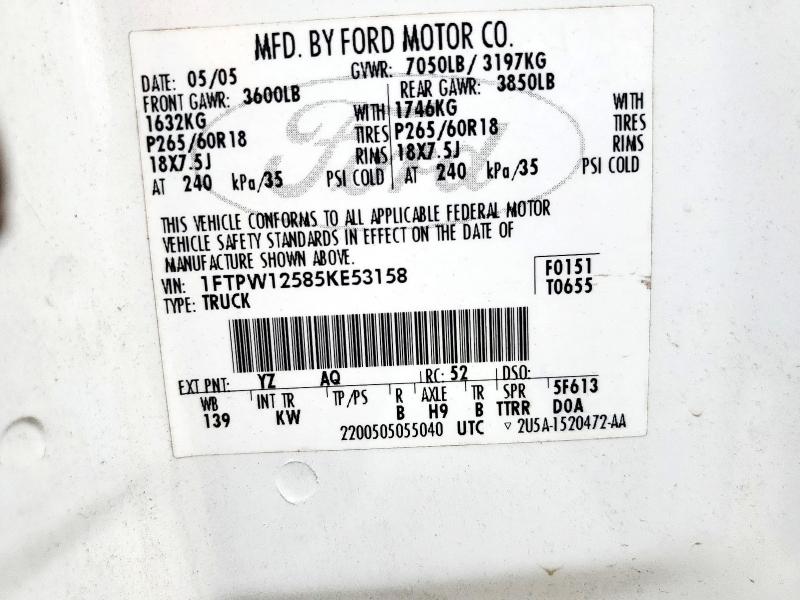 MFD. BY FORD MOTOR CO.
DATE: 05/05 GVWR: 7050LB/ 3197KG
FRONT GAWR: 3600LB REAR GAWR: 3850LB
1632KG WITH 1746KG WITH
P265/60R18 TIRES P265/60R18 TIRES
18X7.5J RIMS 18X7.5J RIMS
AT 240 kPa/35 PSI COLD AT 240 kPa/35 PSI COLD
Ford
THIS VEHICLE CONFORMS TO ALL APPLICABLE FEDERAL MOTOR
VEHICLE SAFETY STANDARDS IN EFFECT ON THE DATE OF
MANUFACTURE SHOWN ABOVE.
VIN: 1FTPW12585KE53158 F0151
TYPE: TRUCK T0655
EXT PNT: YZ AQ RC: 52 DSO:
WB INT TR TP/PS R AXLE TR SPR 5F613
139 KW B H9 B TTRR DOA
2200505055040 UTC ▽ 2U5A-1520472-AA